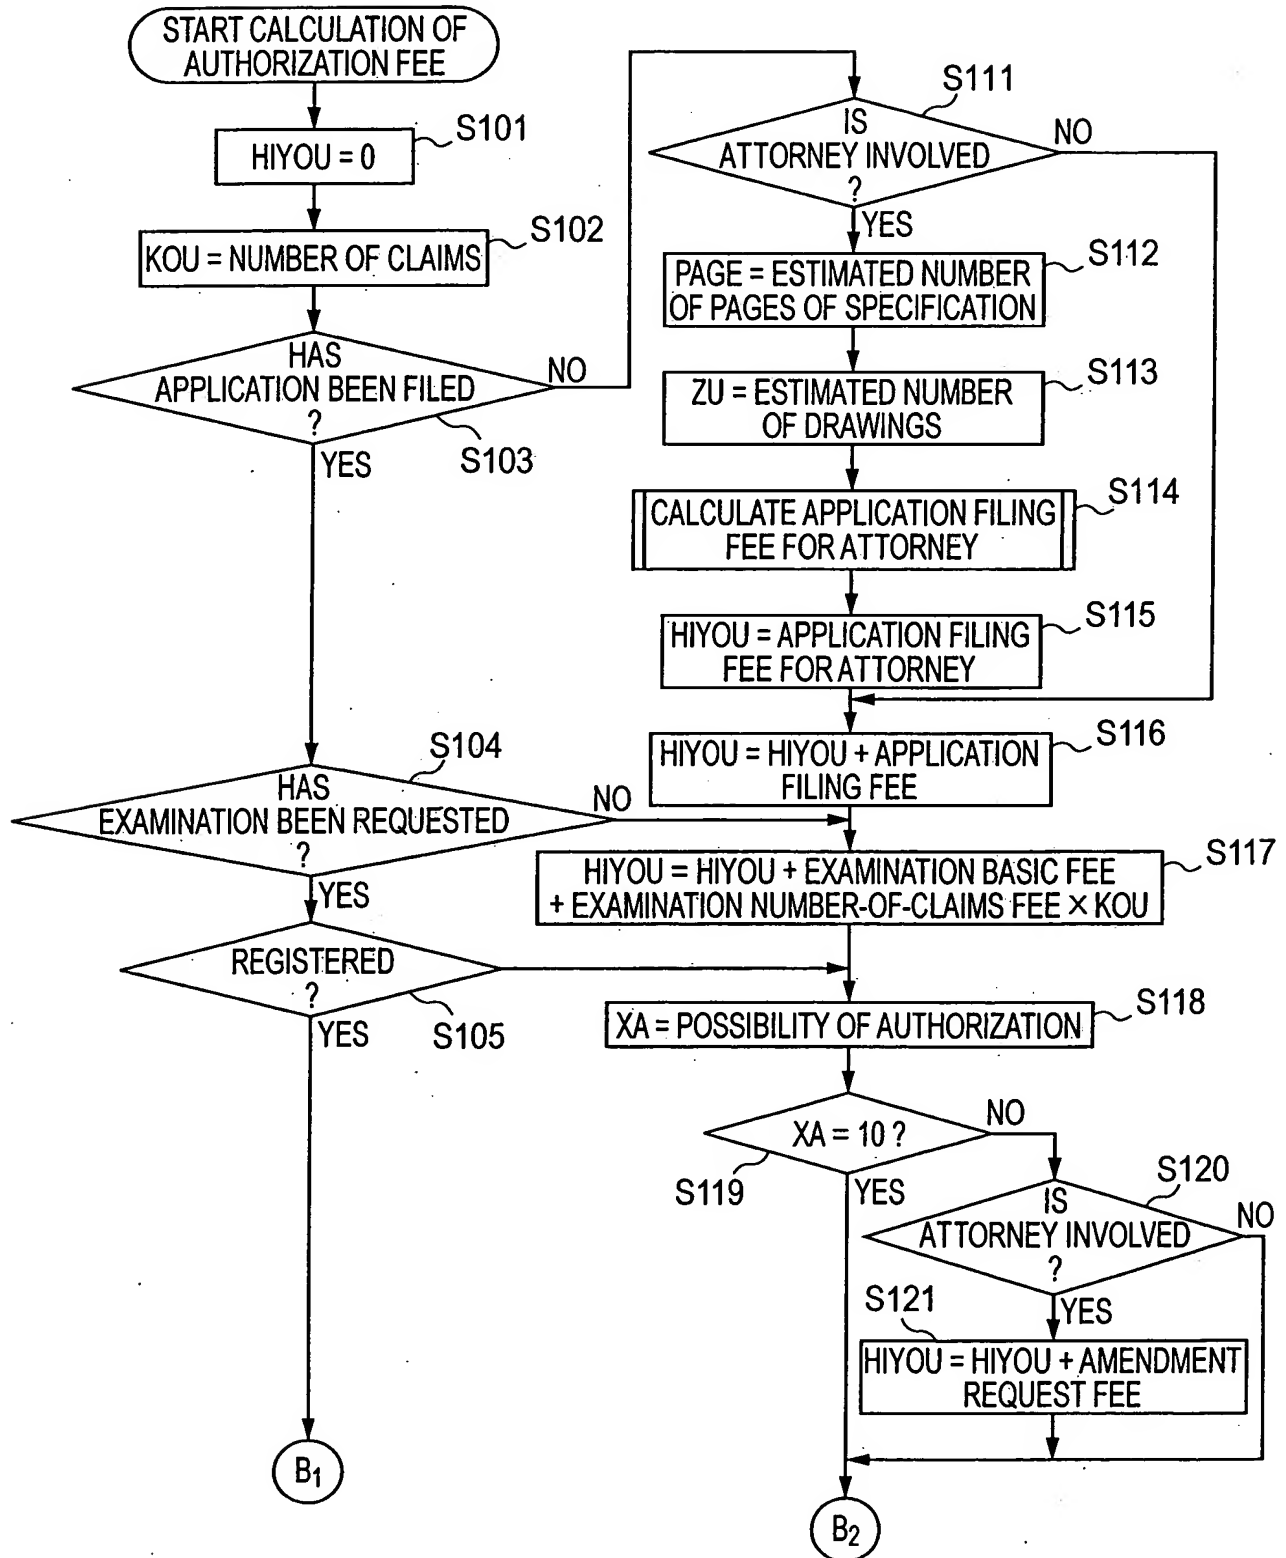 START CALCULATION OF
AUTHORIZATION FEE
S101
HIYOU = 0
S102
KOU = NUMBER OF CLAIMS
HAS
APPLICATION BEEN FILED
?
NO
S103
YES
S104
HAS
EXAMINATION BEEN REQUESTED
?
NO
YES
REGISTERED
?
S105
YES
B1
S111
IS
ATTORNEY INVOLVED
?
NO
YES
S112
PAGE = ESTIMATED NUMBER
OF PAGES OF SPECIFICATION
S113
ZU = ESTIMATED NUMBER
OF DRAWINGS
S114
CALCULATE APPLICATION FILING
FEE FOR ATTORNEY
S115
HIYOU = APPLICATION FILING
FEE FOR ATTORNEY
S116
HIYOU = HIYOU + APPLICATION
FILING FEE
S117
HIYOU = HIYOU + EXAMINATION BASIC FEE
+ EXAMINATION NUMBER-OF-CLAIMS FEE × KOU
S118
XA = POSSIBILITY OF AUTHORIZATION
XA = 10 ?
NO
S119
YES
S120
IS
ATTORNEY INVOLVED
?
NO
YES
S121
HIYOU = HIYOU + AMENDMENT
REQUEST FEE
B2